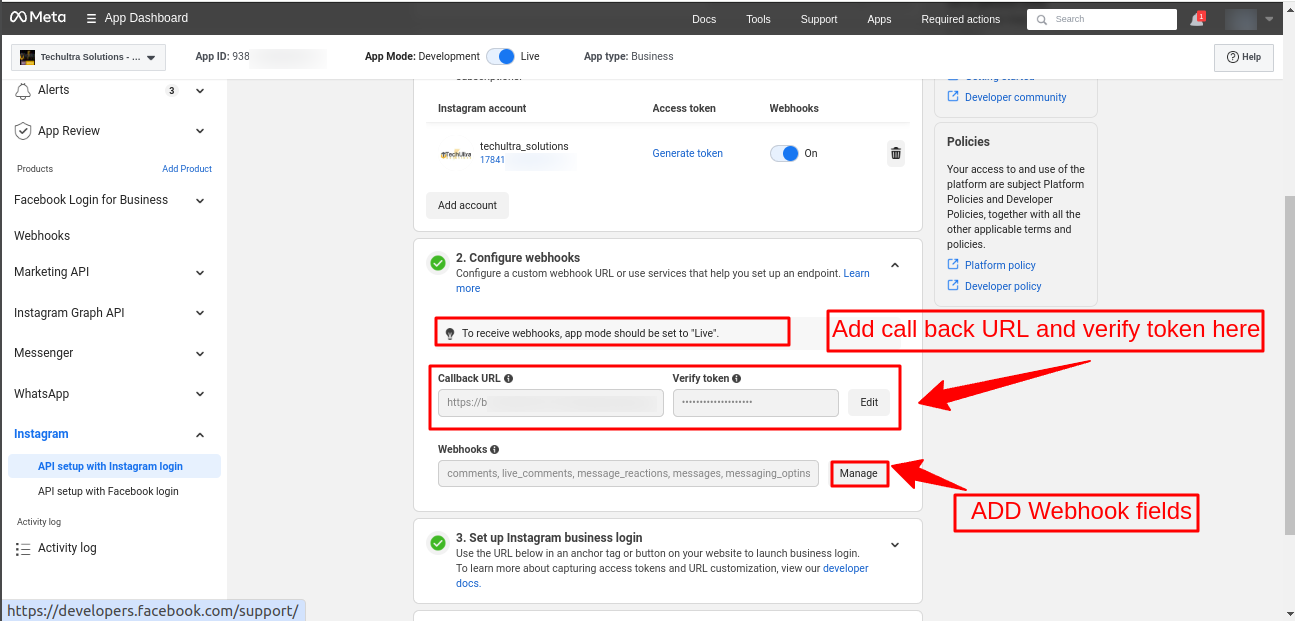 Meta
App Dashboard
Docs
Tools
Support
Apps
Required actions
Search
1
Techultra Solutions - ...
App ID: 938
App Mode: Development
Live
App type: Business
Help
Alerts
3
App Review
Products
Add Product
Facebook Login for Business
Webhooks
Marketing API
Instagram Graph API
Messenger
WhatsApp
Instagram
API setup with Instagram login
API setup with Facebook login
Activity log
Activity log
https://developers.facebook.com/support/
Instagram account
Access token
Webhooks
techultra_solutions
17841
Generate token
On
Add account
2. Configure webhooks
Configure a custom webhook URL or use services that help you set up an endpoint. Learn
more
To receive webhooks, app mode should be set to "Live".
Callback URL
Verify token
https://b
********************
Edit
Webhooks
comments, live_comments, message_reactions, messages, messaging_optins
Manage
3. Set up Instagram business login
Use the URL below in an anchor tag or button on your website to launch business login.
To learn more about capturing access tokens and URL customization, view our developer
docs.
Developer community
Policies
Your access to and use of the
platform are subject Platform
Policies and Developer
Policies, together with all the
other applicable terms and
policies.
Platform policy
Developer policy
Add call back URL and verify token here
ADD Webhook fields